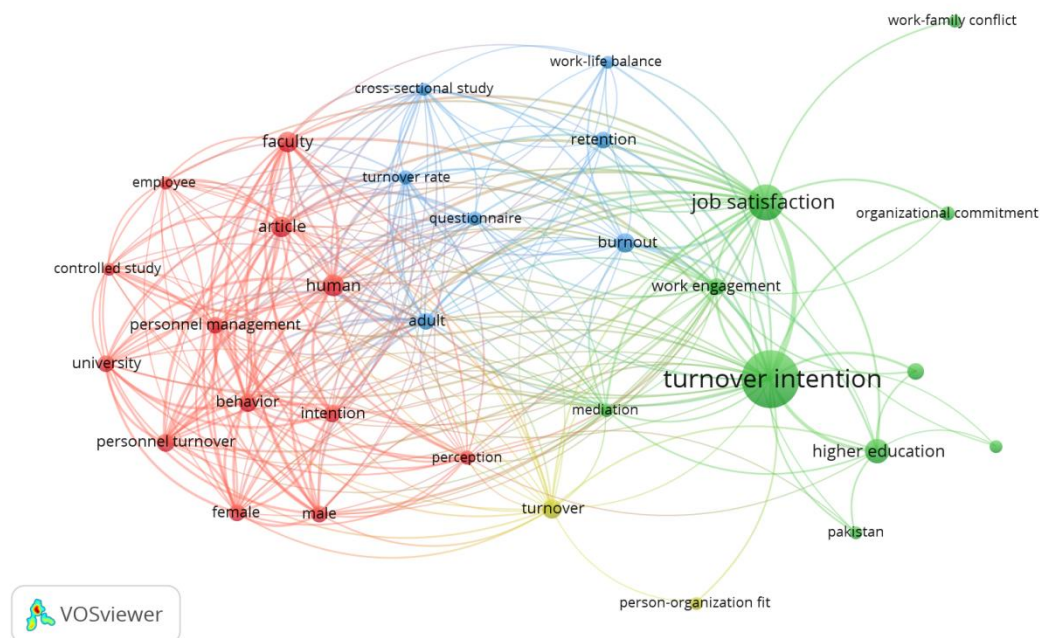 work-family conflict
work-life balance
cross-sectional study
faculty
retention
employee
turnover rate
job satisfaction
organizational commitment
questionnaire
article
burnout
controlled study
human
work engagement
personnel management
adult
university
turnover intention
behavior
intention
mediation
personnel turnover
higher education
perception
female
male
turnover
pakistan
person-organization fit
VOSviewer